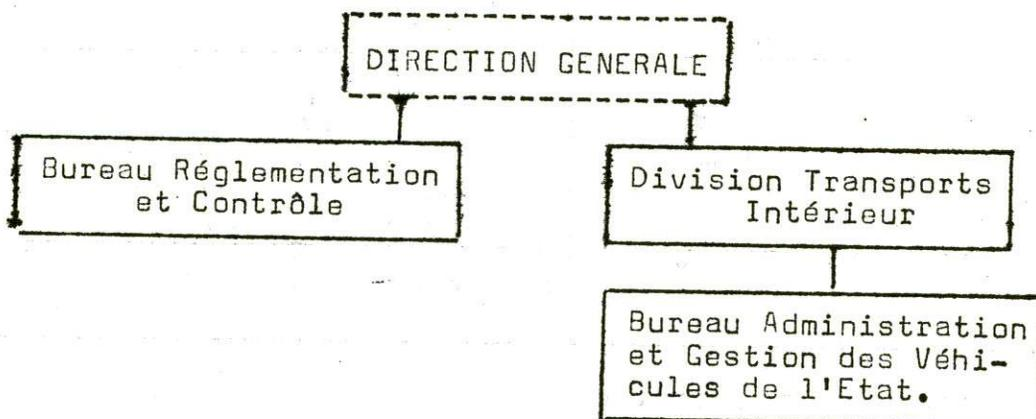 DIRECTION GENERALE
Bureau Réglementation
et Contrôle
Division Transports
Intérieur
Bureau Administration
et Gestion des Véhi-
cules de l'Etat.